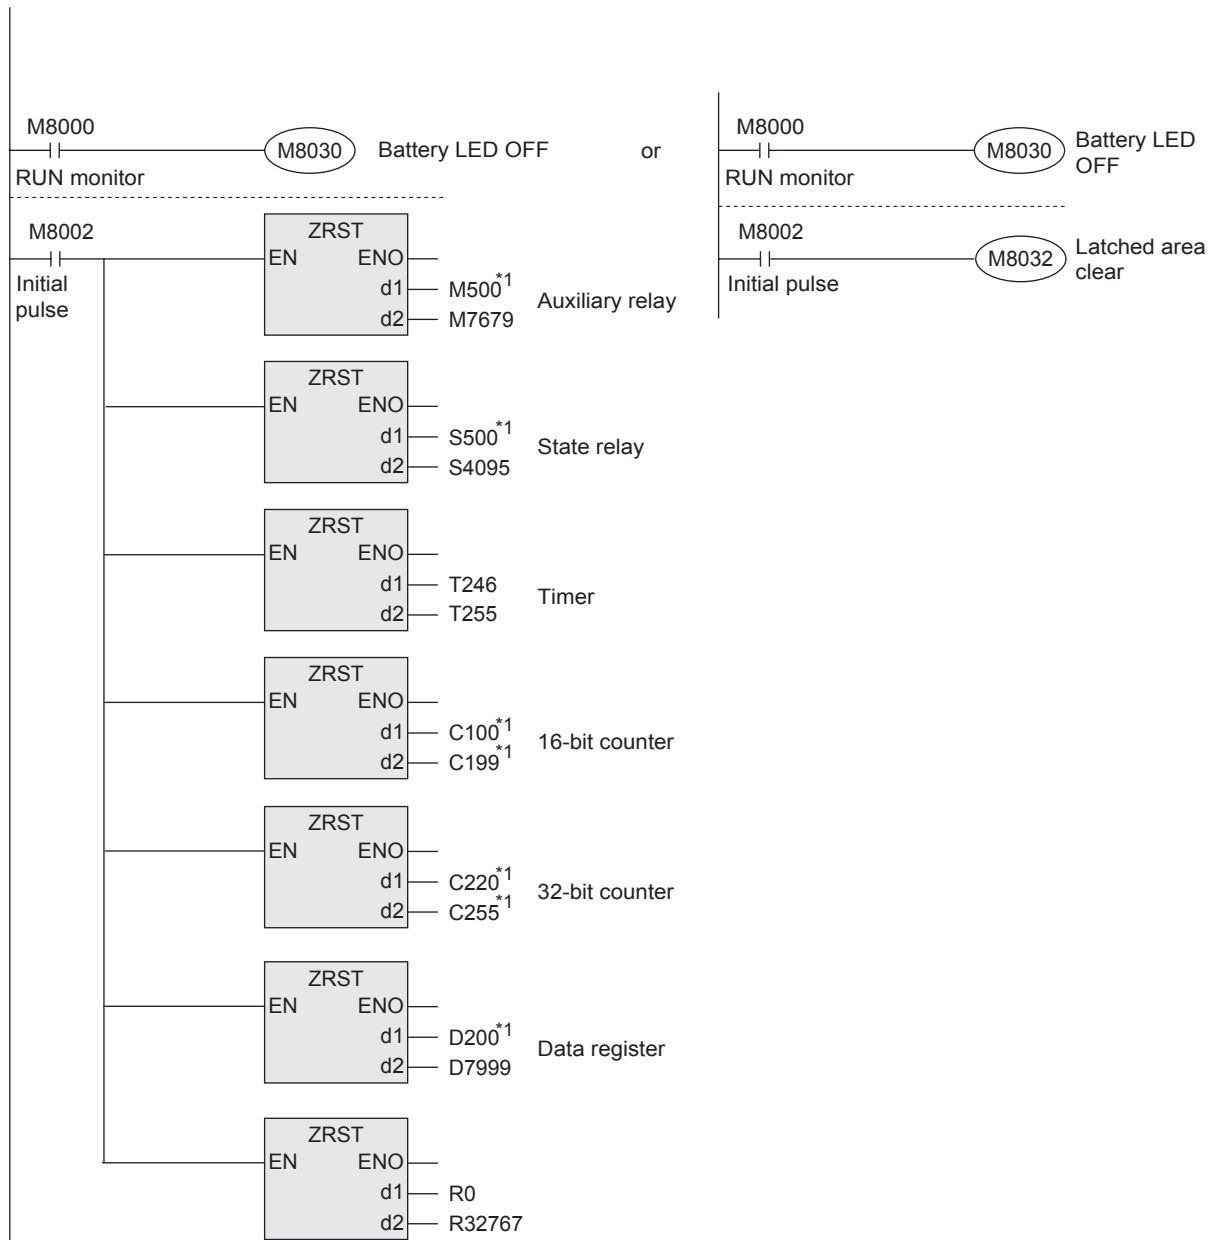 M8000
M8030
Battery LED OFF
RUN monitor
or
M8000
M8030
Battery LED
OFF
RUN monitor
M8002
Initial
pulse
M8002
M8032
Latched area
clear
Initial pulse
ZRST
EN ENO
d1 M500*1
d2 M7679
Auxiliary relay
ZRST
EN ENO
d1 S500*1
d2 S4095
State relay
ZRST
EN ENO
d1 T246
d2 T255
Timer
ZRST
EN ENO
d1 C100*1
d2 C199*1
16-bit counter
ZRST
EN ENO
d1 C220*1
d2 C255*1
32-bit counter
ZRST
EN ENO
d1 D200*1
d2 D7999
Data register
ZRST
EN ENO
d1 R0
d2 R32767